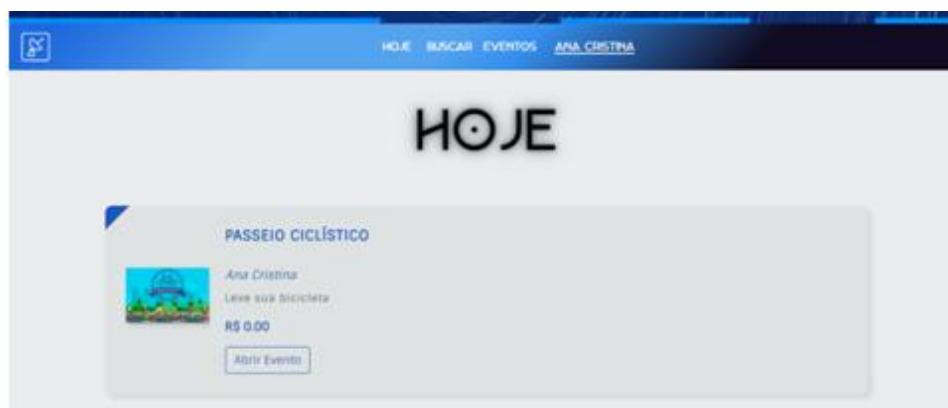 HOJE BUSCAR EVENTOS ANA CRISTINA
HOJE
PASSEIO CICLÍSTICO
Ana Cristina
Leve sua bicicleta
R$ 0.00
Abrir Evento